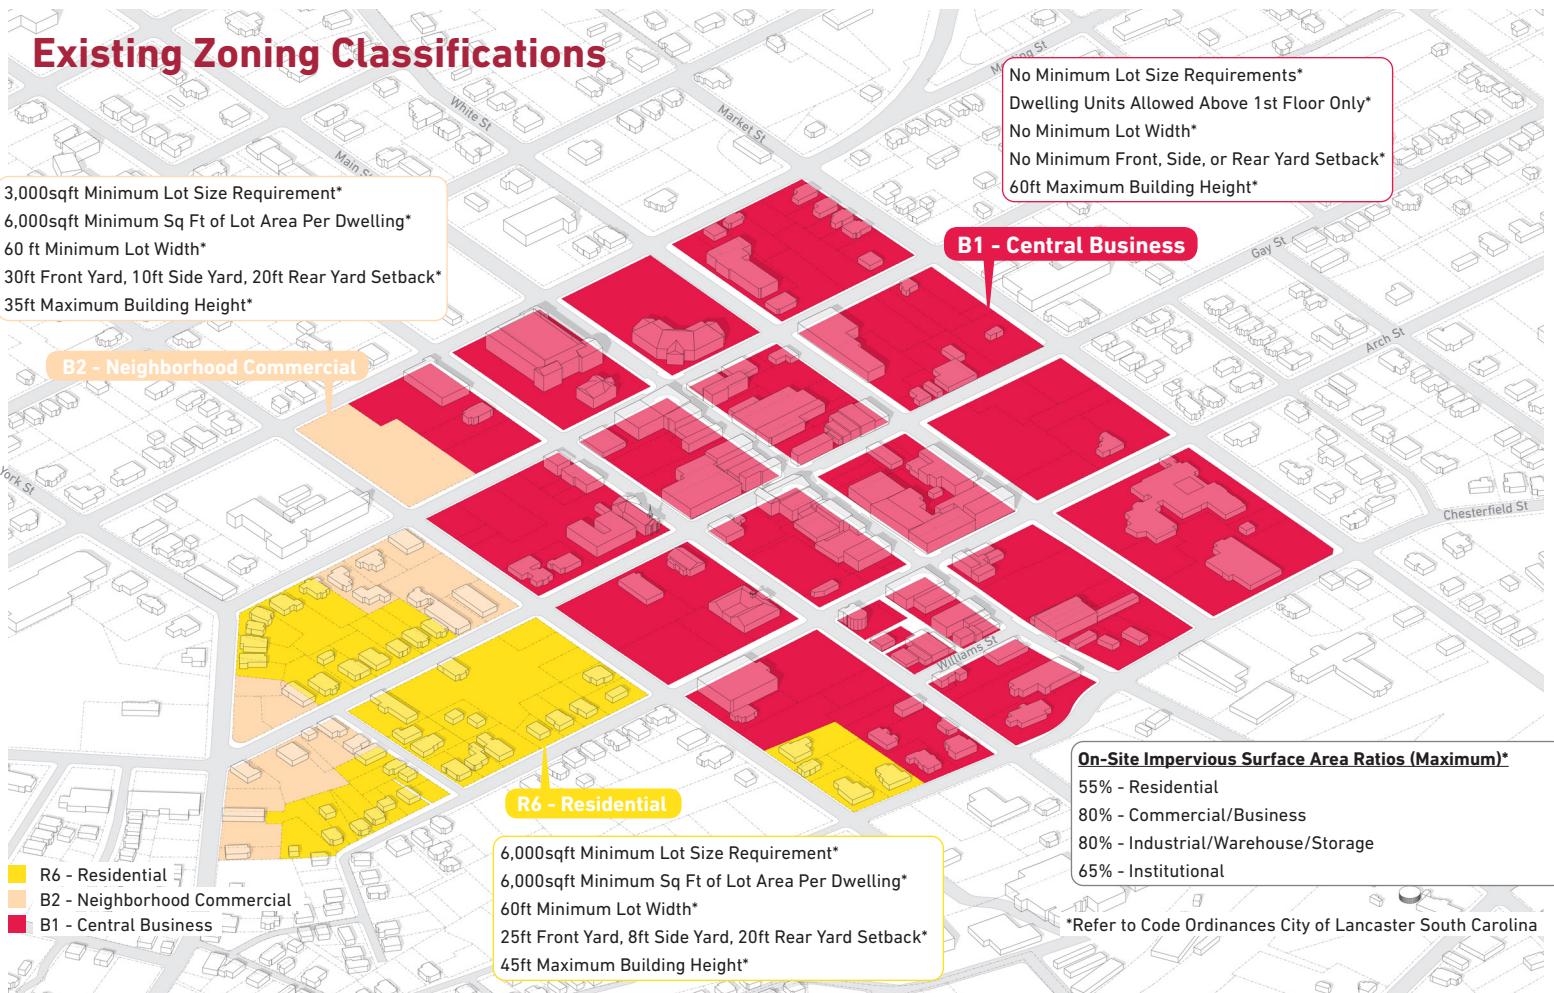 Existing Zoning Classifications
White St
Main St
Market St
No Minimum Lot Size Requirements*
Dwelling Units Allowed Above 1st Floor Only*
No Minimum Lot Width*
No Minimum Front, Side, or Rear Yard Setback*
60ft Maximum Building Height*
3,000sqft Minimum Lot Size Requirement*
6,000sqft Minimum Sq Ft of Lot Area Per Dwelling*
60 ft Minimum Lot Width*
30ft Front Yard, 10ft Side Yard, 20ft Rear Yard Setback*
35ft Maximum Building Height*
B1 - Central Business
Gay St
Arch St
B2 - Neighborhood Commercial
York St
Chesterfield St
Williams St
R6 - Residential
6,000sqft Minimum Lot Size Requirement*
6,000sqft Minimum Sq Ft of Lot Area Per Dwelling*
60ft Minimum Lot Width*
25ft Front Yard, 8ft Side Yard, 20ft Rear Yard Setback*
45ft Maximum Building Height*
On-Site Impervious Surface Area Ratios (Maximum)*
55% - Residential
80% - Commercial/Business
80% - Industrial/Warehouse/Storage
65% - Institutional
R6 - Residential
B2 - Neighborhood Commercial
B1 - Central Business
*Refer to Code Ordinances City of Lancaster South Carolina